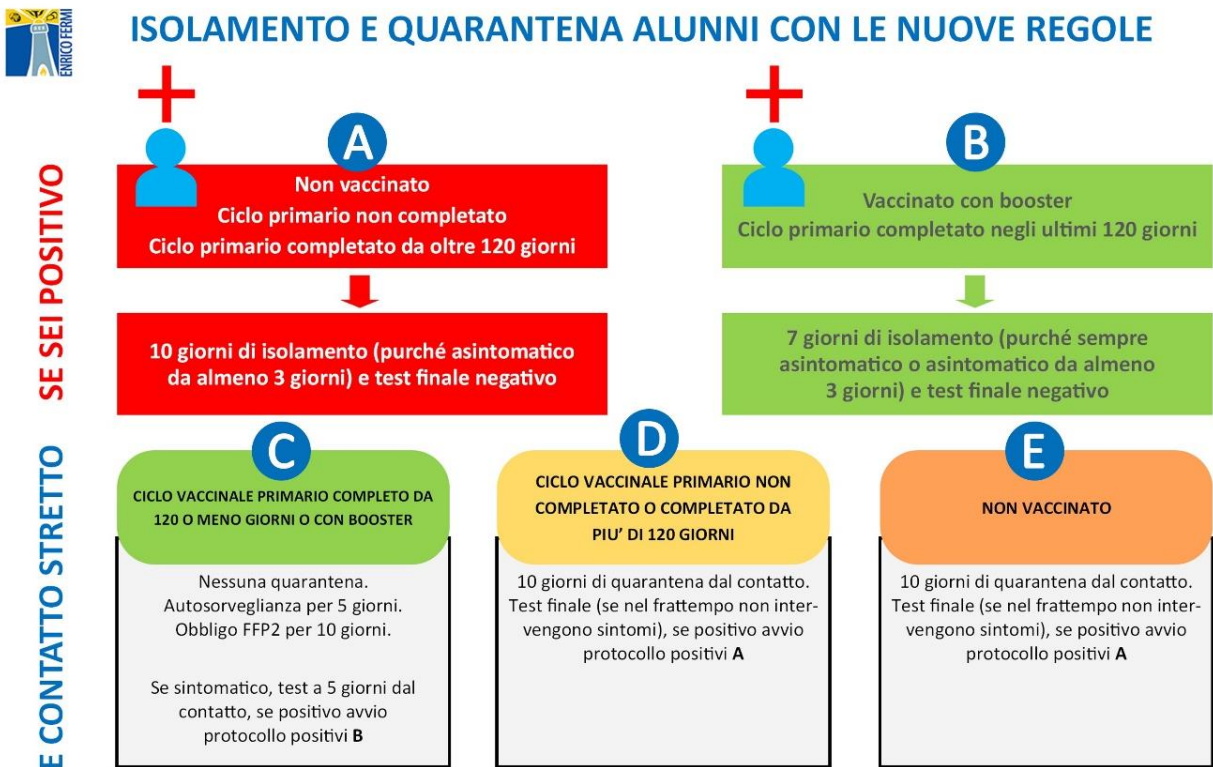 ENRICO FERMI
ISOLAMENTO E QUARANTENA ALUNNI CON LE NUOVE REGOLE
SE SEI POSITIVO
A
Non vaccinato
Ciclo primario non completato
Ciclo primario completato da oltre 120 giorni
10 giorni di isolamento (purché asintomatico
da almeno 3 giorni) e test finale negativo
B
Vaccinato con booster
Ciclo primario completato negli ultimi 120 giorni
7 giorni di isolamento (purché sempre
asintomatico o asintomatico da almeno
3 giorni) e test finale negativo
E CONTATTO STRETTO
C
CICLO VACCINALE PRIMARIO COMPLETO DA
120 O MENO GIORNI O CON BOOSTER
Nessuna quarantena.
Autosorveglianza per 5 giorni.
Obbligo FFP2 per 10 giorni.
Se sintomatico, test a 5 giorni dal
contatto, se positivo avvio
protocollo positivi B
D
CICLO VACCINALE PRIMARIO NON
COMPLETATO O COMPLETATO DA
PIU' DI 120 GIORNI
10 giorni di quarantena dal contatto.
Test finale (se nel frattempo non inter-
vengono sintomi), se positivo avvio
protocollo positivi A
E
NON VACCINATO
10 giorni di quarantena dal contatto.
Test finale (se nel frattempo non inter-
vengono sintomi), se positivo avvio
protocollo positivi A